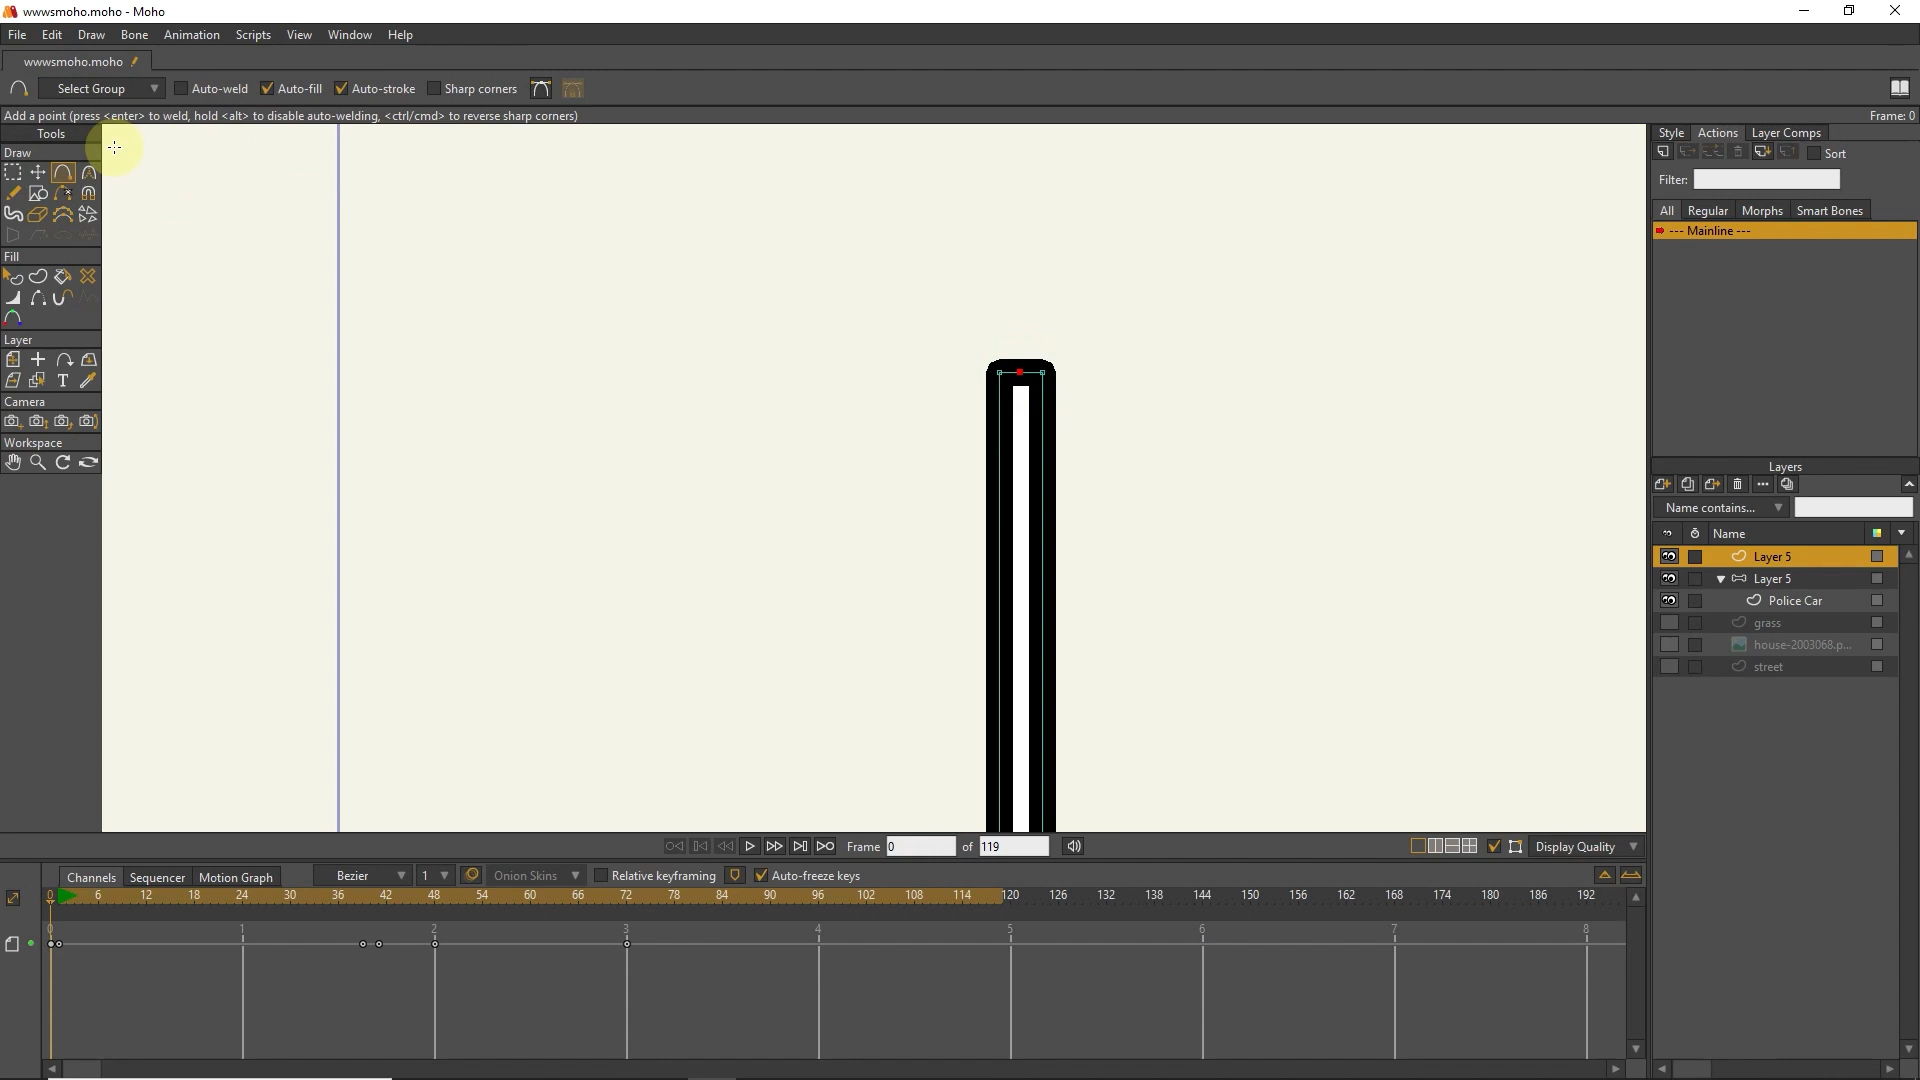 wwwsmoho.moho - Moho
File Edit Draw Bone Animation Scripts View Window Help
wwwsmoho.moho
Select Group Auto-weld Auto-fill Auto-stroke Sharp corners
Add a point (press <enter> to weld, hold <alt> to disable auto-welding, <ctrl/cmd> to reverse sharp corners) Frame: 0
Tools
Draw
Fill
Layer
Camera
Workspace
Style Actions Layer Comps
Sort
Filter:
All Regular Morphs Smart Bones
--- Mainline ---
Layers
Name contains...
Name
Layer 5
Layer 5
Police Car
grass
house-2003068.p...
street
Frame 0 of 119 Display Quality
Channels Sequencer Motion Graph Bezier 1 Onion Skins Relative keyframing Auto-freeze keys
0 6 12 18 24 30 36 42 48 54 60 66 72 78 84 90 96 102 108 114 120 126 132 138 144 150 156 162 168 174 180 186 192
0 1 2 3 4 5 6 7 8